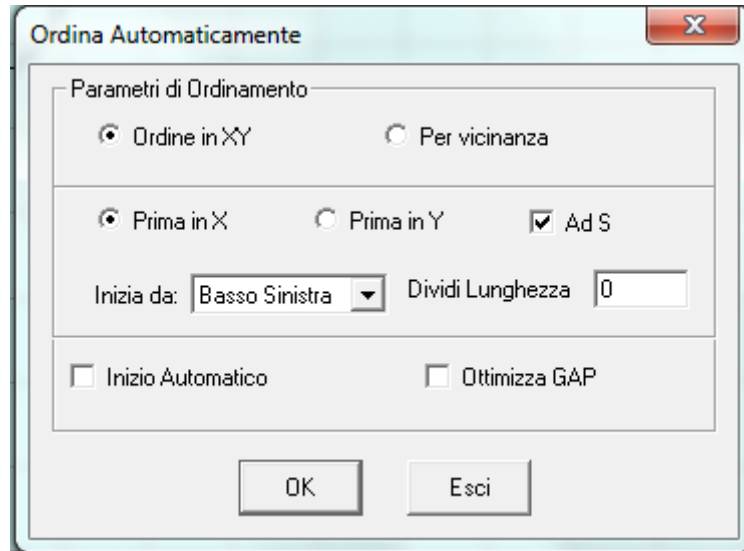 Ordina Automaticamente
Parametri di Ordinamento
Ordine in XY Per vicinanza
Prima in X Prima in Y Ad S
Inizia da: Basso Sinistra Dividi Lunghezza 0
Inizio Automatico Ottimizza GAP
OK Esci